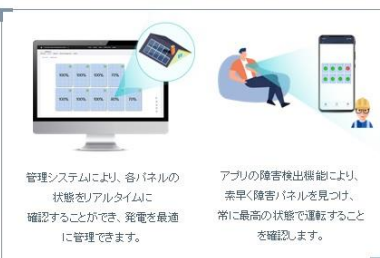 管理システムにより、各パネルの
状態をリアルタイムに
確認することができ、発電を最適
に管理できます。
アプリの障害検出機能により、
素早く障害パネルを見つけ、
常に最高の状態で運転すること
を確認します。